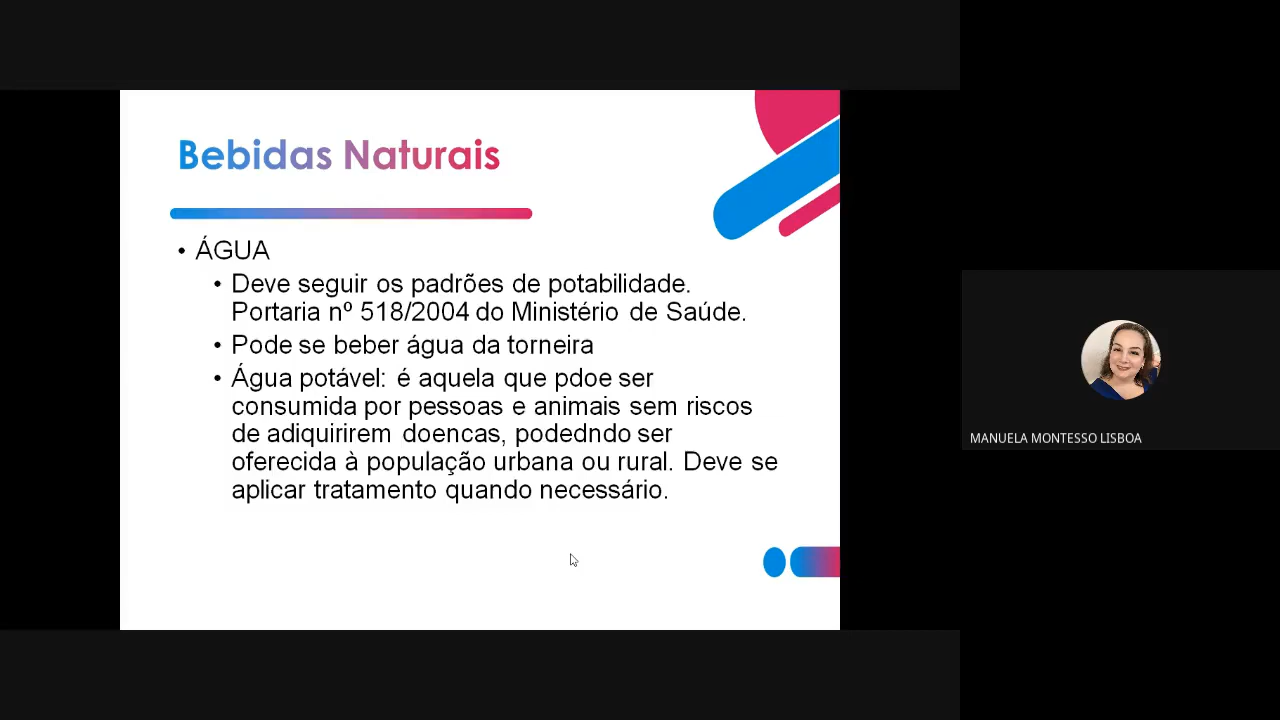 Bebidas Naturais
• ÁGUA
• Deve seguir os padrões de potabilidade.
Portaria nº 518/2004 do Ministério de Saúde.
• Pode se beber água da torneira
• Água potável: é aquela que pdoe ser
consumida por pessoas e animais sem riscos
de adiquirirem doencas, podedndo ser
oferecida à população urbana ou rural. Deve se
aplicar tratamento quando necessário.
MANUELA MONTESSO LISBOA